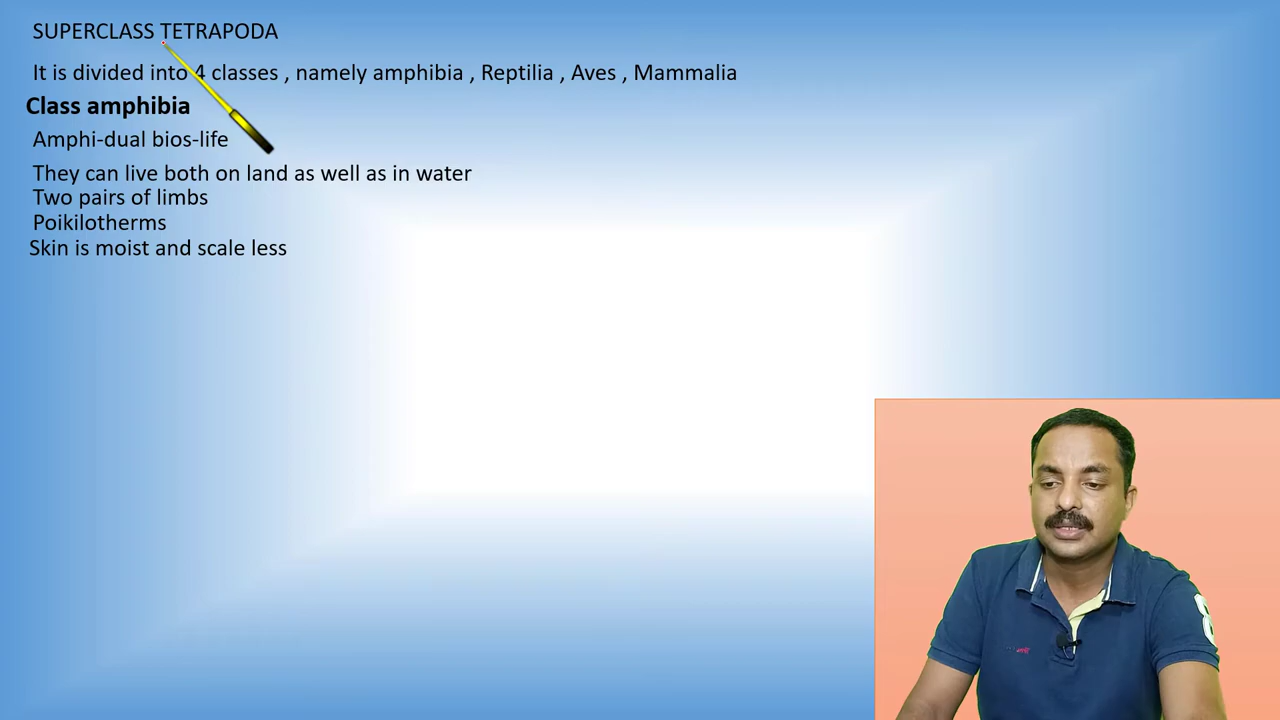 SUPERCLASS TETRAPODA
It is divided into 4 classes , namely amphibia , Reptilia , Aves , Mammalia
Class amphibia
Amphi-dual bios-life
They can live both on land as well as in water
Two pairs of limbs
Poikilotherms
Skin is moist and scale less
8